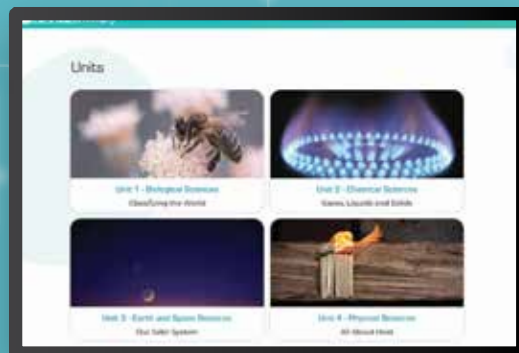 Units
Unit 1 - Biological Sciences
Classifying the World
Unit 2 - Chemical Sciences
Gases, Liquids and Solids
Unit 3 - Earth and Space Sciences
Our Solar System
Unit 4 - Physical Sciences
All About Heat